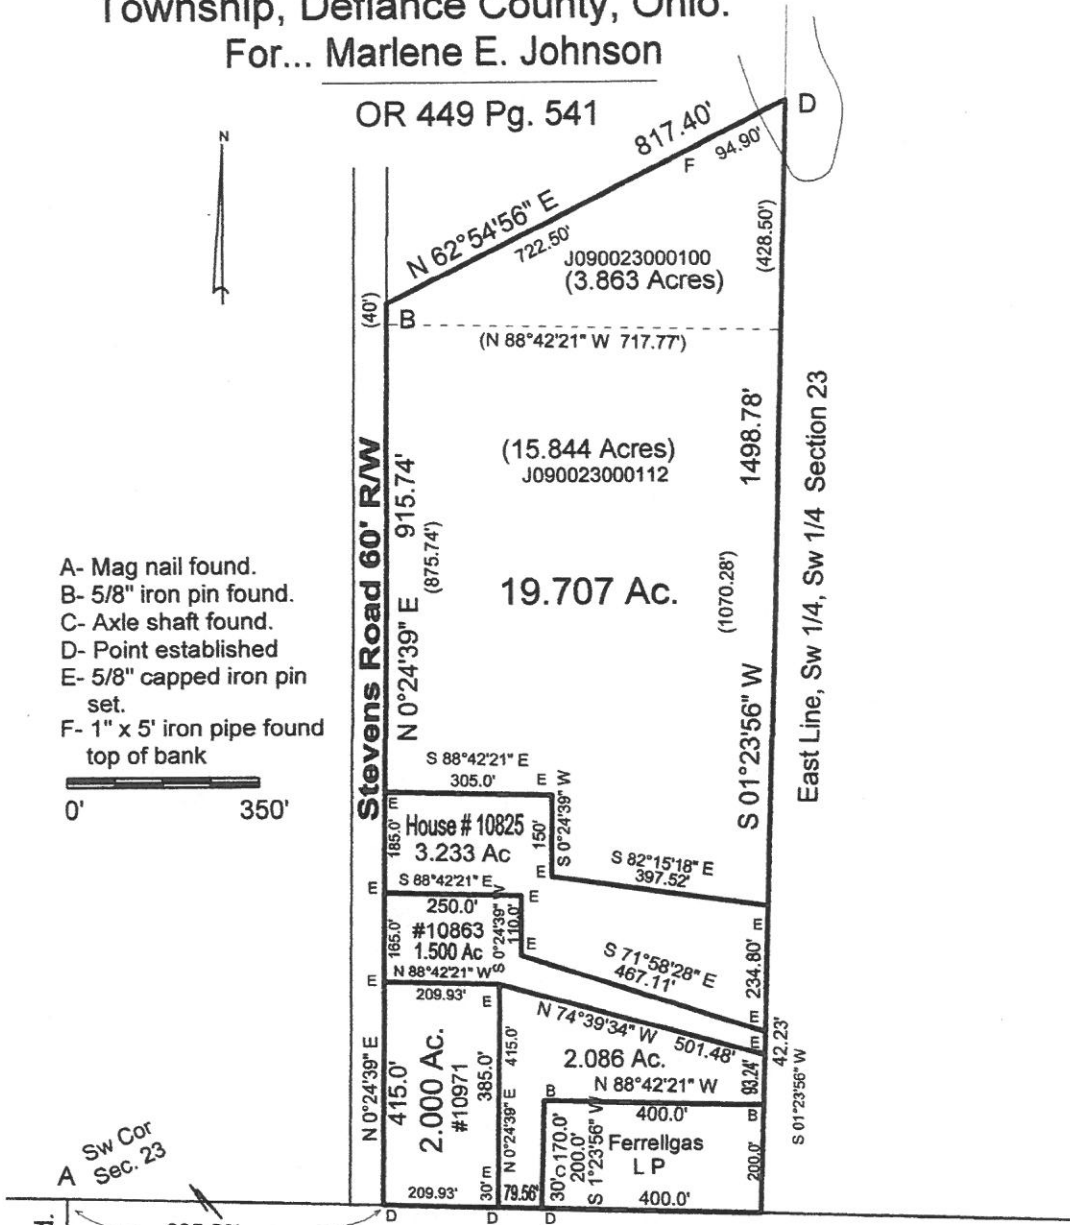 Township, Defiance County, Ohio.
For... Marlene E. Johnson
OR 449 Pg. 541
N
D
817.40'
94.90'
F
N 62°54'56" E
722.50'
(428.50')
J090023000100
(3.863 Acres)
(40')
B
(N 88°42'21" W 717.77')
(15.844 Acres)
J090023000112
1498.78'
East Line, Sw 1/4, Sw 1/4 Section 23
Stevens Road 60' R/W
N 0°24'39" E 915.74'
(875.74')
19.707 Ac.
(1070.28')
S 01°23'56" W
A- Mag nail found.
B- 5/8" iron pin found.
C- Axle shaft found.
D- Point established
E- 5/8" capped iron pin
set.
F- 1" x 5' iron pipe found
top of bank
0' 350'
S 88°42'21" E
305.0'
E
E
185.0'
House # 10825
3.233 Ac
150'
S 0°24'39" W
E
S 82°15'18" E
397.52'
E
S 88°42'21" E
E
250.0'
165.0'
#10863
1.500 Ac
S 0°24'39" W
110.0'
E
S 71°58'28" E
467.11'
E
234.80'
E
E
N 88°42'21" W
209.93'
E
N 74°39'34" W 501.48'
E
42.23'
S 01°23'56" W
N 0°24'39" E
415.0'
2.000 Ac.
#10971
385.0'
415.0'
N 0°24'39" E
2.086 Ac.
93.24'
N 88°42'21" W
B
400.0'
B
Ferrellgas
L P
170.0'
200.0'
S 1°23'56" W
200.0'
30'
400.0'
209.93'
30'
E
79.56'
D
D
D
Sw Cor
Sec. 23
A